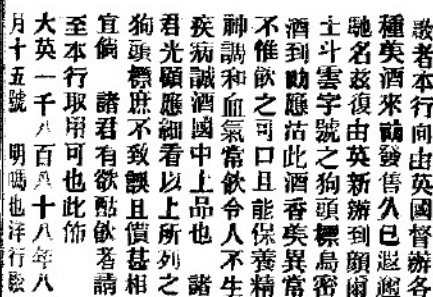 敬者本行向由英國督辦各
種美酒來前發售久已遐邇
馳名茲復由英新辦到顔爾
士斗雲字號之狗頭標烏密
酒到助應沽此酒香美異常
不惟飲之可口且能保養精
神調和血氣常飲令人不生
疾病誠酒國中上品也 諸
君光顧應細看以上所列之
狗頭標庶不致誤且價甚相
宜倘 諸君有欲酤飲者請
至本行取用可也此佈
大英一千八百八十八年八
月十五號 明嗎也洋行啟